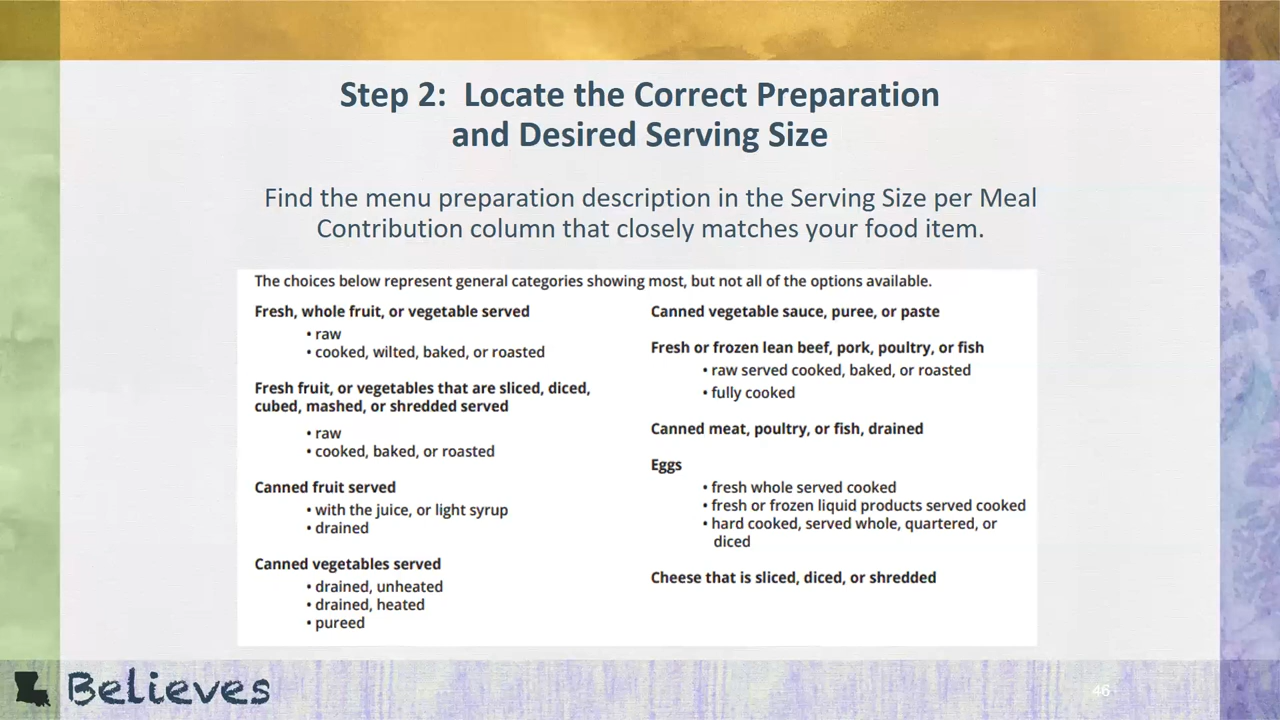 Step 2: Locate the Correct Preparation
and Desired Serving Size
Find the menu preparation description in the Serving Size per Meal
Contribution column that closely matches your food item.
The choices below represent general categories showing most, but not all of the options available.
Fresh, whole fruit, or vegetable served
• raw
• cooked, wilted, baked, or roasted
Fresh fruit, or vegetables that are sliced, diced,
cubed, mashed, or shredded served
• raw
• cooked, baked, or roasted
Canned fruit served
• with the juice, or light syrup
• drained
Canned vegetables served
• drained, unheated
• drained, heated
• pureed
Canned vegetable sauce, puree, or paste
Fresh or frozen lean beef, pork, poultry, or fish
• raw served cooked, baked, or roasted
• fully cooked
Canned meat, poultry, or fish, drained
Eggs
• fresh whole served cooked
• fresh or frozen liquid products served cooked
• hard cooked, served whole, quartered, or
diced
Cheese that is sliced, diced, or shredded
Believes
46